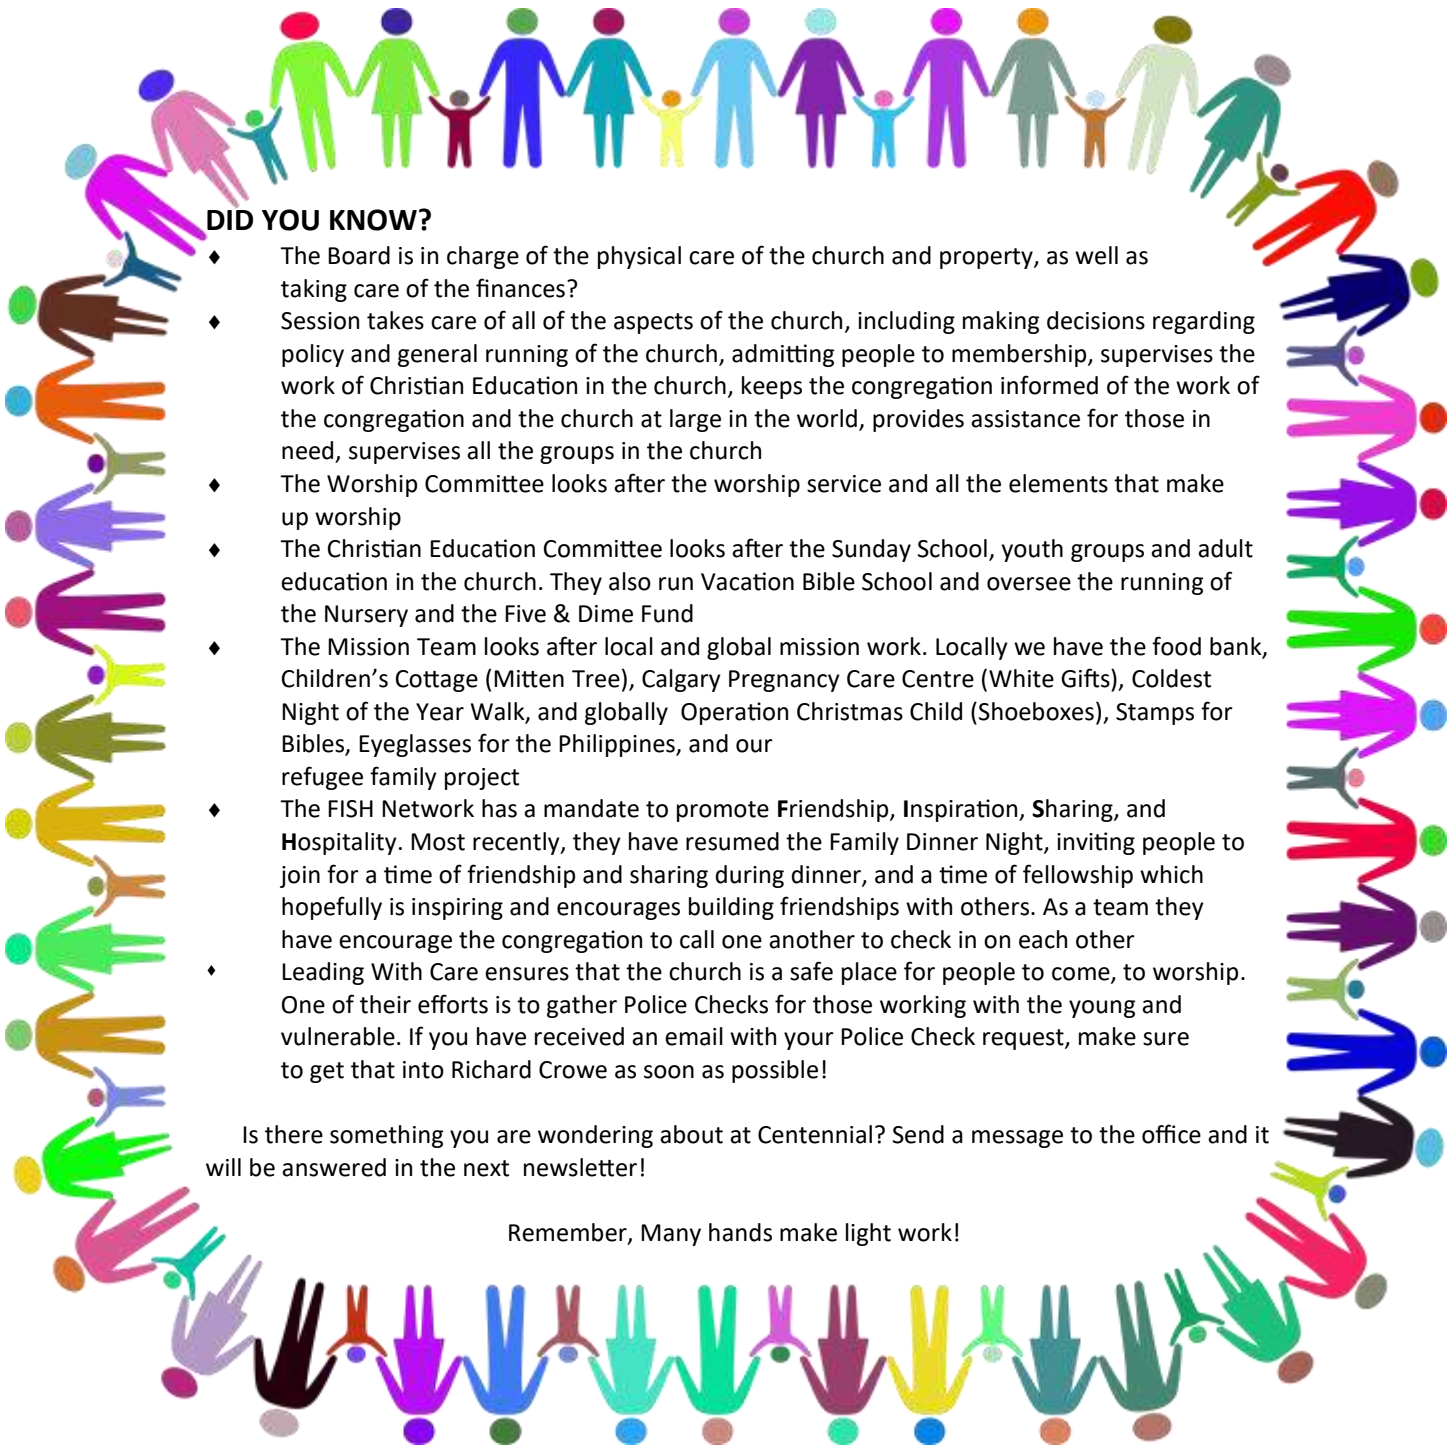 DID YOU KNOW?
♦ The Board is in charge of the physical care of the church and property, as well as
taking care of the finances?
♦ Session takes care of all of the aspects of the church, including making decisions regarding
policy and general running of the church, admitting people to membership, supervises the
work of Christian Education in the church, keeps the congregation informed of the work of
the congregation and the church at large in the world, provides assistance for those in
need, supervises all the groups in the church
♦ The Worship Committee looks after the worship service and all the elements that make
up worship
♦ The Christian Education Committee looks after the Sunday School, youth groups and adult
education in the church. They also run Vacation Bible School and oversee the running of
the Nursery and the Five & Dime Fund
♦ The Mission Team looks after local and global mission work. Locally we have the food bank,
Children’s Cottage (Mitten Tree), Calgary Pregnancy Care Centre (White Gifts), Coldest
Night of the Year Walk, and globally  Operation Christmas Child (Shoeboxes), Stamps for
Bibles, Eyeglasses for the Philippines, and our
refugee family project
♦ The FISH Network has a mandate to promote Friendship, Inspiration, Sharing, and
Hospitality. Most recently, they have resumed the Family Dinner Night, inviting people to
join for a time of friendship and sharing during dinner, and a time of fellowship which
hopefully is inspiring and encourages building friendships with others. As a team they
have encourage the congregation to call one another to check in on each other
♦ Leading With Care ensures that the church is a safe place for people to come, to worship.
One of their efforts is to gather Police Checks for those working with the young and
vulnerable. If you have received an email with your Police Check request, make sure
to get that into Richard Crowe as soon as possible!
Is there something you are wondering about at Centennial? Send a message to the office and it
will be answered in the next  newsletter!
Remember, Many hands make light work!